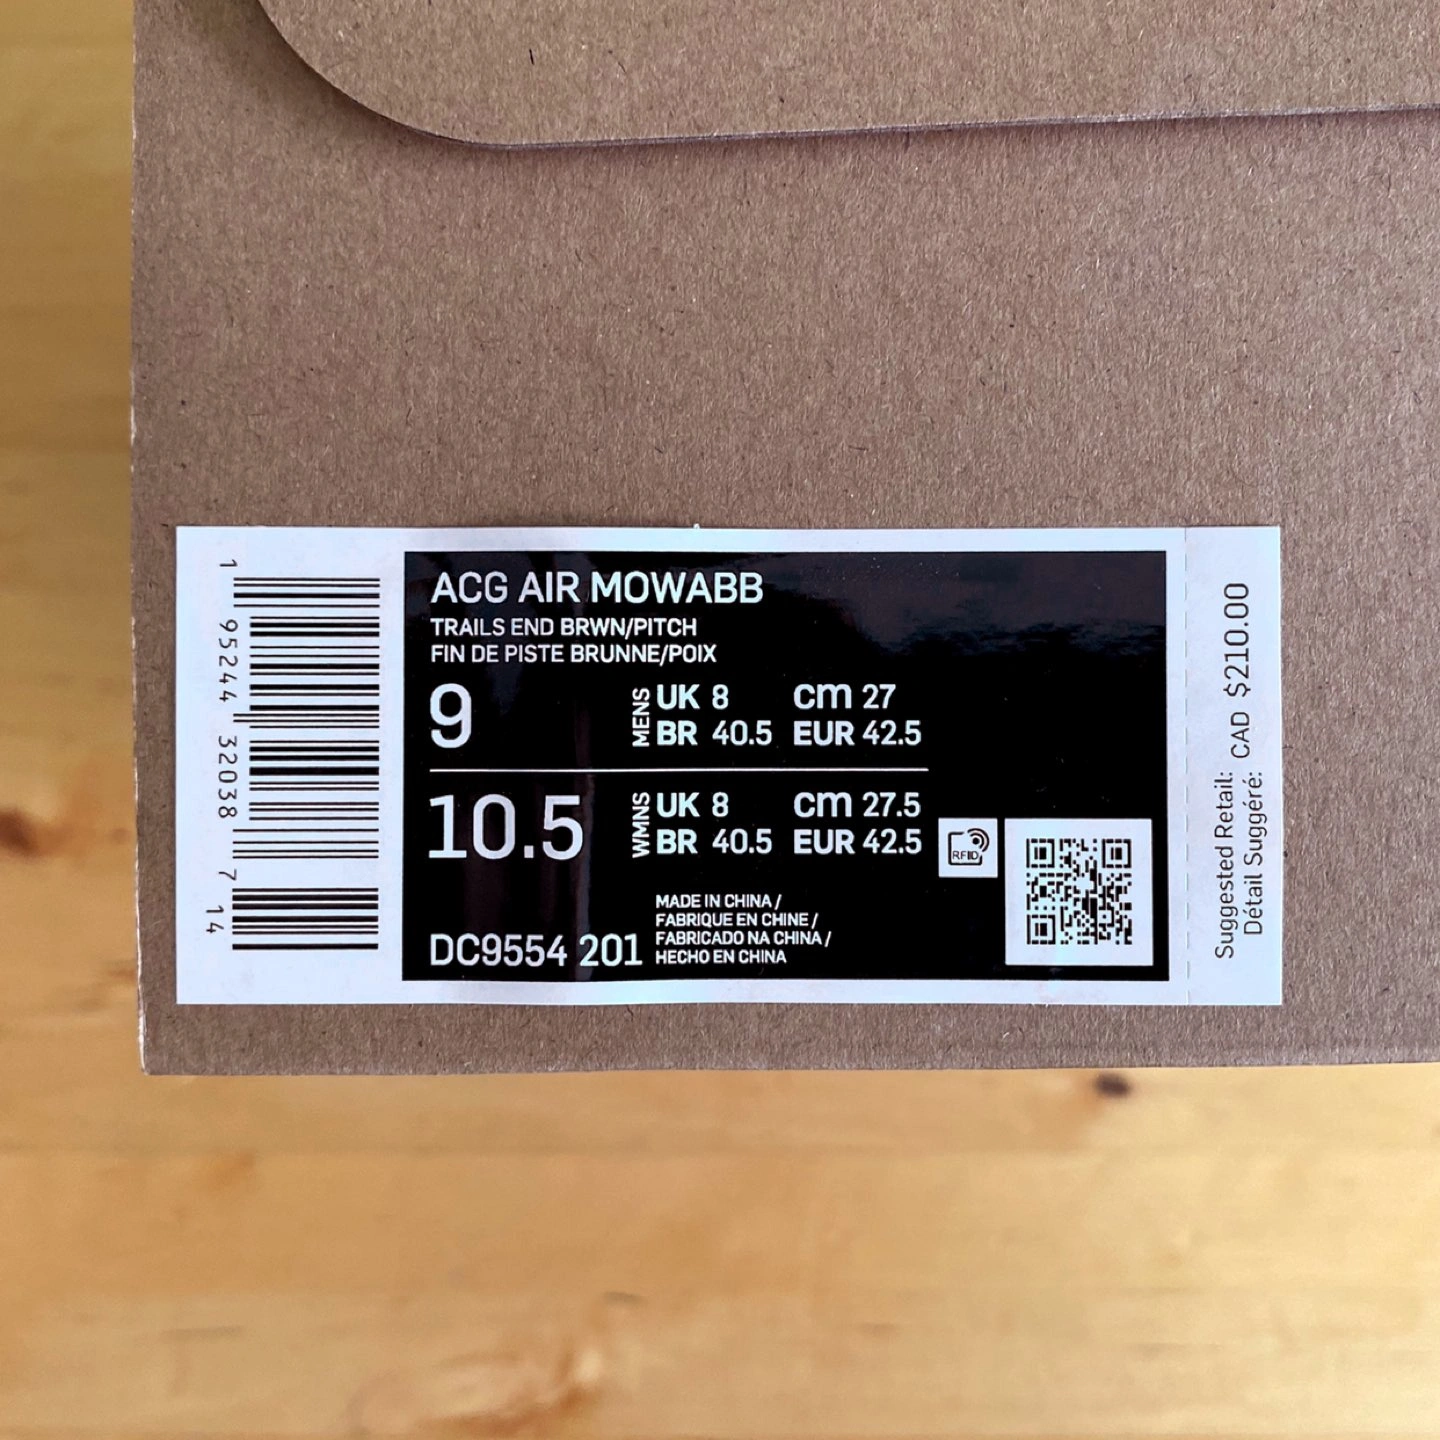 1 95244 32038 7 14
ACG AIR MOWABB
TRAILS END BRWN/PITCH
FIN DE PISTE BRUNNE/POIX
9
MENS
UK 8 cm 27
BR 40.5 EUR 42.5
10.5
WMNS
UK 8 cm 27.5
BR 40.5 EUR 42.5
RFID
DC9554 201
MADE IN CHINA /
FABRIQUE EN CHINE /
FABRICADO NA CHINA /
HECHO EN CHINA
Suggested Retail:
Détail Suggéré:
CAD $210.00